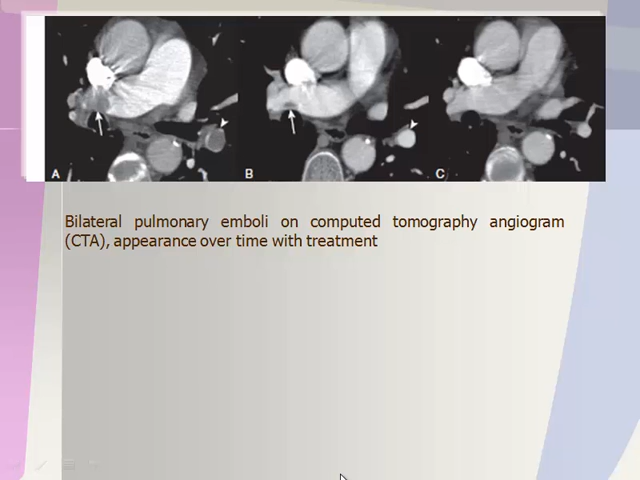 A B C
Bilateral pulmonary emboli on computed tomography angiogram
(CTA), appearance over time with treatment